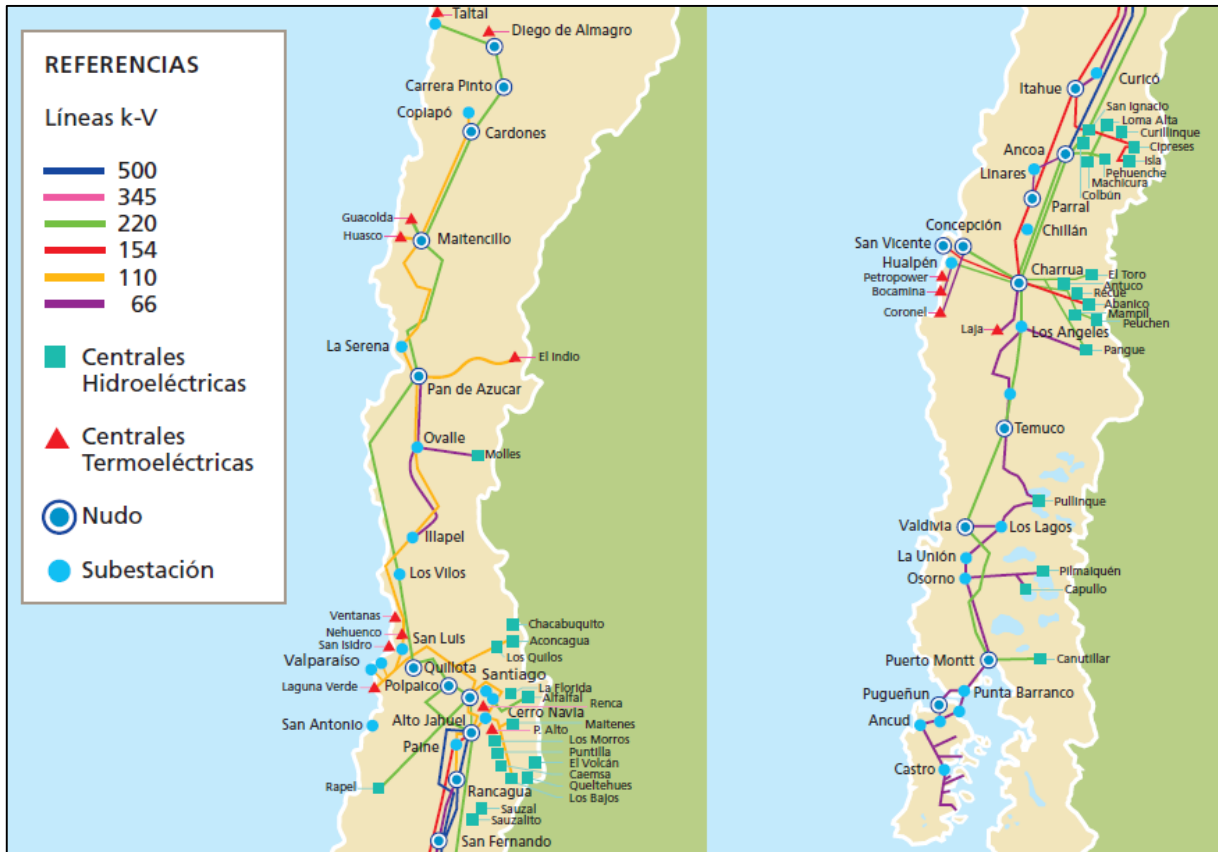 REFERENCIAS
Líneas k-V
500
345
220
154
110
66
Centrales
Hidroeléctricas
Centrales
Termoeléctricas
Nudo
Subestación
Taltal
Diego de Almagro
Carrera Pinto
Copiapó
Cardones
Guacolda
Huasco
Maitencillo
La Serena
El Indio
Pan de Azucar
Ovalle
Molles
Illapel
Los Vilos
Ventanas
Nehuenco
San Isidro
San Luis
Chacabuquito
Aconcagua
Los Quilos
Valparaíso
Quillota
Santiago
Laguna Verde
Polpaico
La Florida
Alfalfal
Renca
San Antonio
Alto Jahuel
Cerro Navia
Maitenes
P. Alto
Paine
Los Morros
Puntilla
El Volcán
Caemsa
Queltehues
Los Bajos
Rapel
Rancagua
Sauzal
Sauzalito
San Fernando
Itahue
Curicó
San Ignacio
Loma Alta
Curillinque
Cipreses
Isla
Ancoa
Pehuenche
Machicura
Colbún
Linares
Parral
Concepción
Chillán
San Vicente
Hualpén
Petropower
Bocamina
Coronel
Charrua
El Toro
Antuco
Recue
Abanico
Mampil
Peuchen
Laja
Los Angeles
Pangue
Temuco
Pullinque
Valdivia
Los Lagos
La Unión
Osorno
Pilmaiquén
Capullo
Puerto Montt
Canutillar
Pugueñun
Punta Barranco
Ancud
Castro